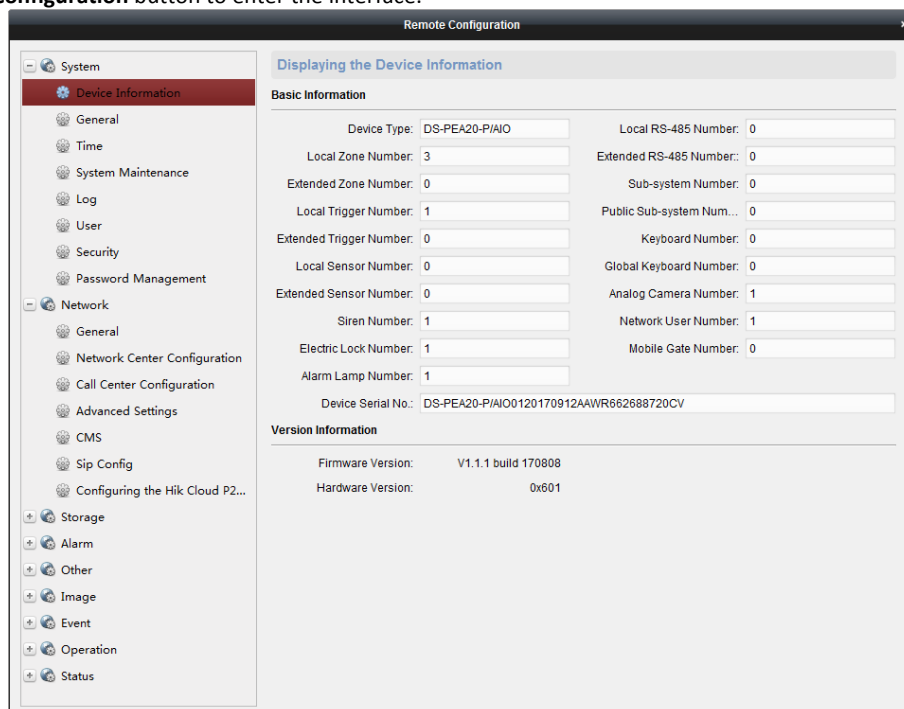 Configuration button to enter the interface.
Remote Configuration
System
Device Information
General
Time
System Maintenance
Log
User
Security
Password Management
Network
General
Network Center Configuration
Call Center Configuration
Advanced Settings
CMS
Sip Config
Configuring the Hik Cloud P2...
Storage
Alarm
Other
Image
Event
Operation
Status
Displaying the Device Information
Basic Information
Device Type: DS-PEA20-P/AIO Local RS-485 Number: 0
Local Zone Number: 3 Extended RS-485 Number:: 0
Extended Zone Number: 0 Sub-system Number: 0
Local Trigger Number: 1 Public Sub-system Num... 0
Extended Trigger Number: 0 Keyboard Number: 0
Local Sensor Number: 0 Global Keyboard Number: 0
Extended Sensor Number: 0 Analog Camera Number: 1
Siren Number: 1 Network User Number: 1
Electric Lock Number: 1 Mobile Gate Number: 0
Alarm Lamp Number: 1
Device Serial No.: DS-PEA20-P/AIO0120170912AAWR662688720CV
Version Information
Firmware Version: V1.1.1 build 170808
Hardware Version: 0x601